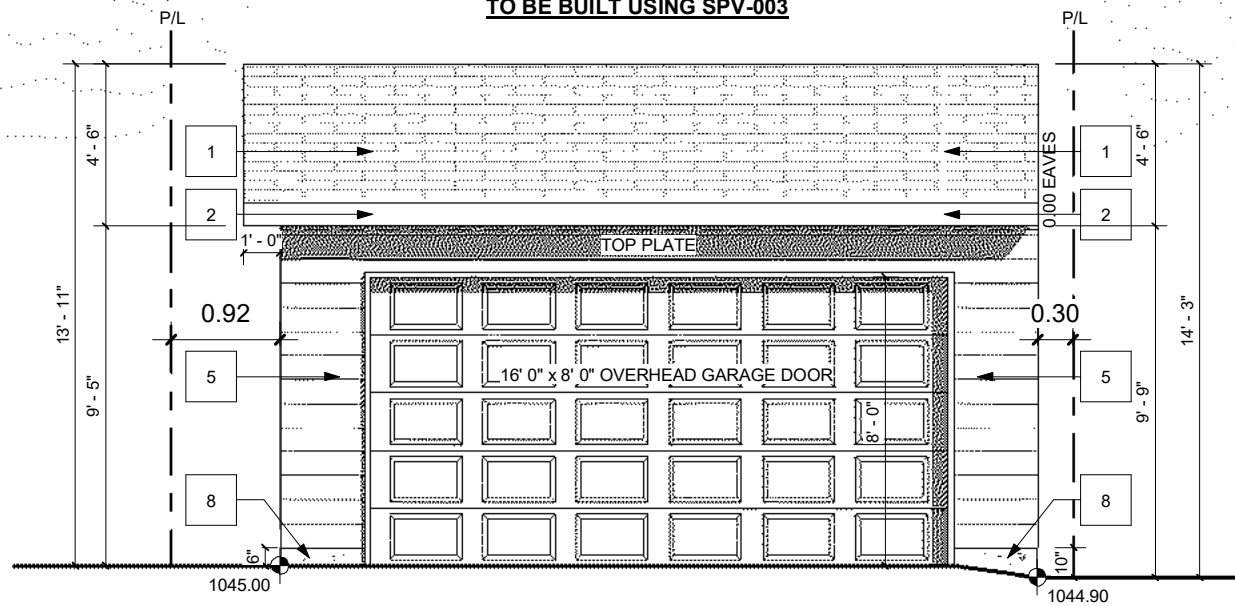 TO BE BUILT USING SPV-003
P/L
P/L
4' - 6"
1
1
4' - 6"
2
0.00 EAVES
2
1' - 0"
TOP PLATE
13' - 11"
0.92
0.30
14' - 3"
9' - 5"
5
16' 0" x 8' 0" OVERHEAD GARAGE DOOR
5
9' - 9"
8' - 0"
8
8
6"
10"
1045.00
1044.90